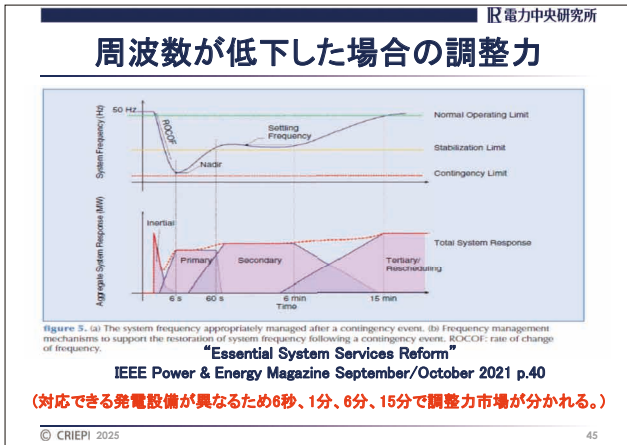 電力中央研究所
周波数が低下した場合の調整力
System Frequency (Hz)
50 Hz
ROCOF
Nadir
Settling
Frequency
Normal Operating Limit
Stabilization Limit
Contingency Limit
Aggregate System Response (MW)
Inertial
Primary
Secondary
Tertiary/
Rescheduling
Total System Response
6 s
60 s
6 min
15 min
Time
figure 5. (a) The system frequency appropriately managed after a contingency event. (b) Frequency management
mechanisms to support the restoration of system frequency following a contingency event. ROCOF: rate of change
of frequency.
“Essential System Services Reform”
IEEE Power & Energy Magazine September/October 2021 p.40
(対応できる発電設備が異なるため6秒、1分、6分、15分で調整力市場が分かれる。)
© CRIEPI 2025
45